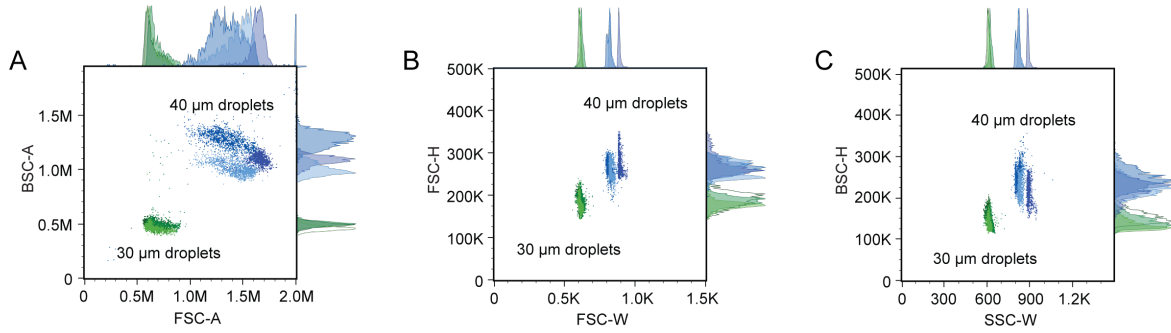 A
BSC-A
1.5M
1.0M
0.5M
0
40 µm droplets
30 µm droplets
0 0.5M 1.0M 1.5M 2.0M
FSC-A
B
FSC-H
500K
400K
300K
200K
100K
0
40 µm droplets
30 µm droplets
0 0.5K 1.0K 1.5K
FSC-W
C
BSC-H
500K
400K
300K
200K
100K
0
40 µm droplets
30 µm droplets
0 300 600 900 1.2K
SSC-W